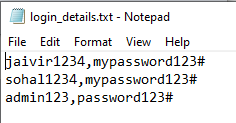 login_details.txt - Notepad
File Edit Format View Help
jaivir1234,mypassword123#
sohal1234,mypassword123#
admin123,password123#